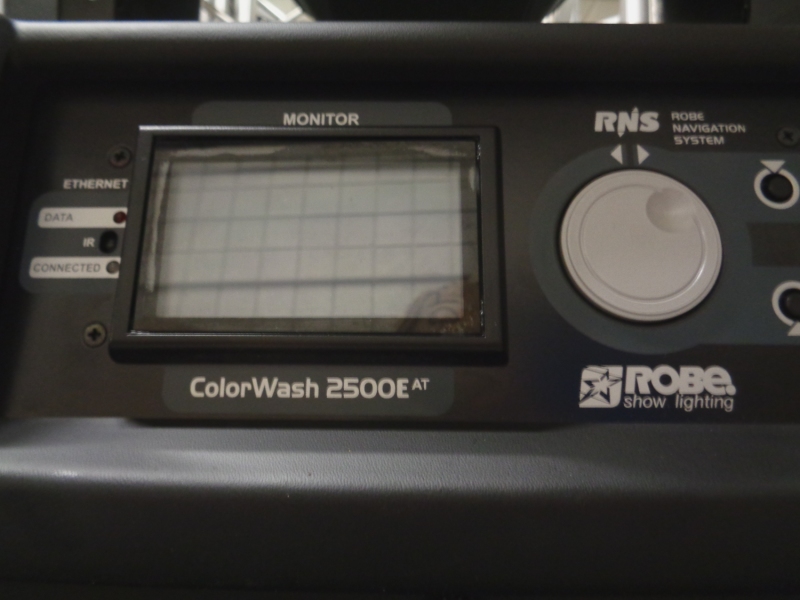 MONITOR
ETHERNET
DATA
IR
CONNECTED
ColorWash 2500E AT
RNS
ROBE
NAVIGATION
SYSTEM
ROBE.
show lighting